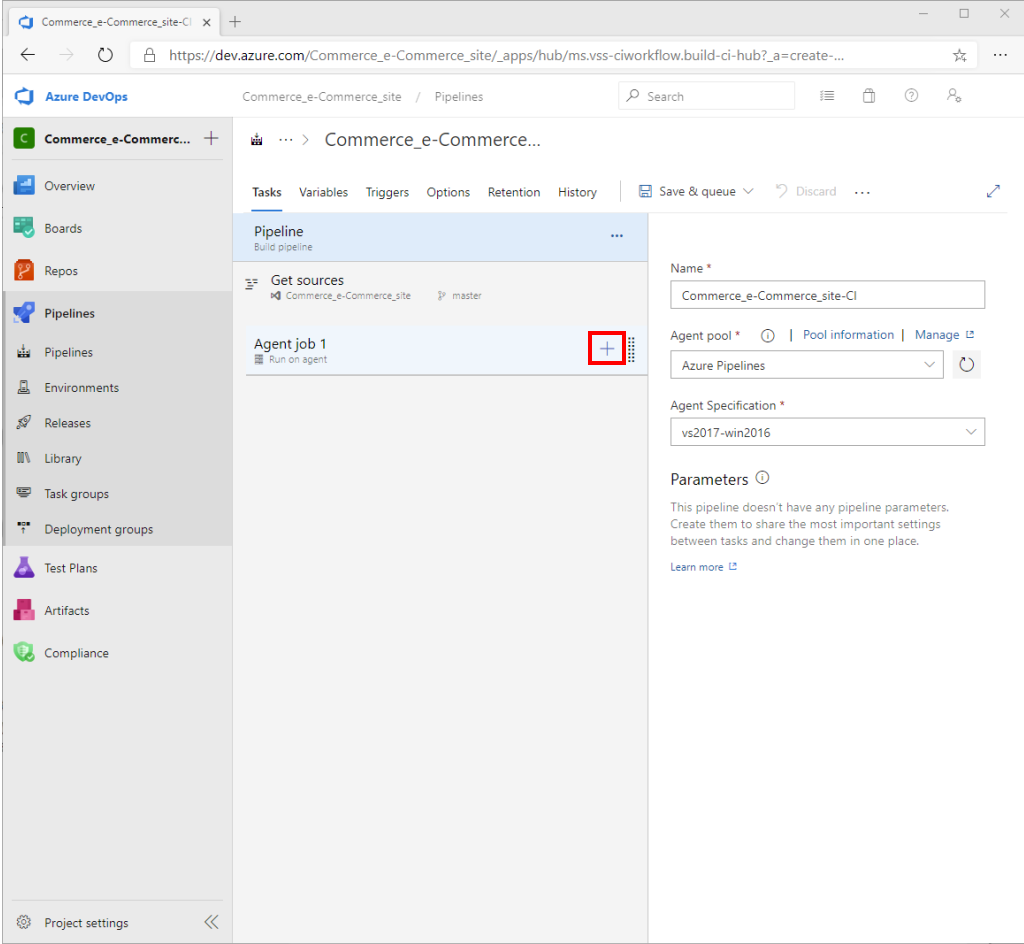 Commerce_e-Commerce_site-Cl
https://dev.azure.com/Commerce_e-Commerce_site/_apps/hub/ms.vss-ciworkflow.build-ci-hub?_a=create-...
Azure DevOps
Commerce_e-Commerce_site / Pipelines
Search
C
Commerce_e-Commerc...
Commerce_e-Commerce...
Overview
Boards
Repos
Pipelines
Pipelines
Environments
Releases
Library
Task groups
Deployment groups
Test Plans
Artifacts
Compliance
Project settings
Tasks Variables Triggers Options Retention History Save & queue Discard ...
Pipeline
Build pipeline
Get sources
Commerce_e-Commerce_site master
Agent job 1
Run on agent
Name *
Commerce_e-Commerce_site-CI
Agent pool * | Pool information | Manage
Azure Pipelines
Agent Specification *
vs2017-win2016
Parameters
This pipeline doesn't have any pipeline parameters.
Create them to share the most important settings
between tasks and change them in one place.
Learn more